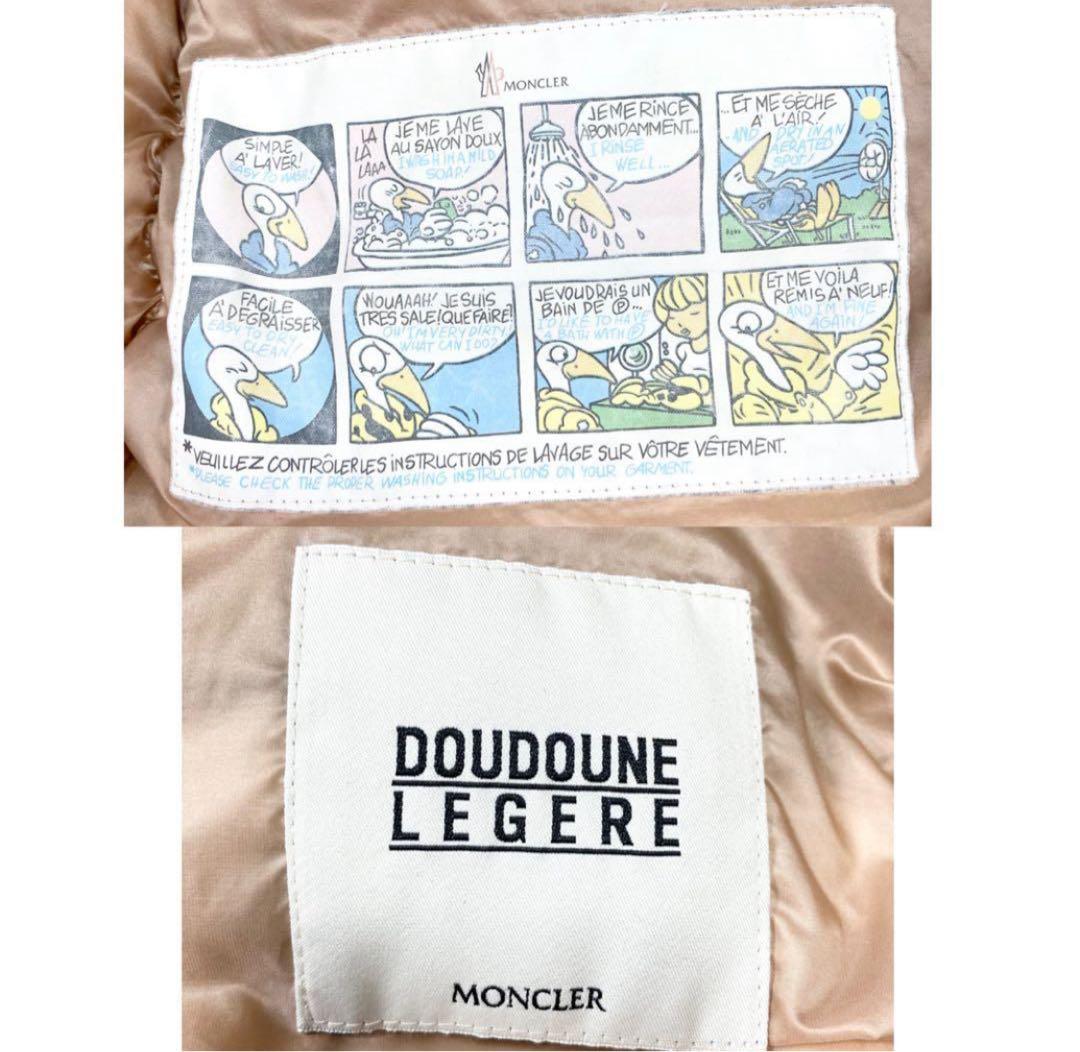 MONCLER
SIMPLE
A' LAVER!
EASY TO WASH!
LA
LA
LAAA
JE ME LAVE
AU SAVON DOUX
I WASH IN A MILD
SOAP!
JE ME RINCE
ABONDAMMENT...
I RINSE
WELL...
...ET ME SÈCHE
A' L'AIR!
...AND DRY IN AN
AERATED
SPOT!
FACILE
A' DEGRAISSER
EASY TO DRY
CLEAN!
WOUAAAH! JE SUIS
TRES SALE! QUE FAIRE?
OH! I'M VERY DIRTY!
WHAT CAN I DO?
JE VOUDRAIS UN
BAIN DE Ⓟ...
I'D LIKE TO HAVE
A BATH WITH Ⓟ
ET ME VOILA
REMIS A' NEUF!
AND I'M FINE
AGAIN!
*VEUILLEZ CONTRÔLER LES INSTRUCTIONS DE LAVAGE SUR VÔTRE VÊTEMENT.
*PLEASE CHECK THE PROPER WASHING INSTRUCTIONS ON YOUR GARMENT.
DOUDOUNE
LEGERE
MONCLER